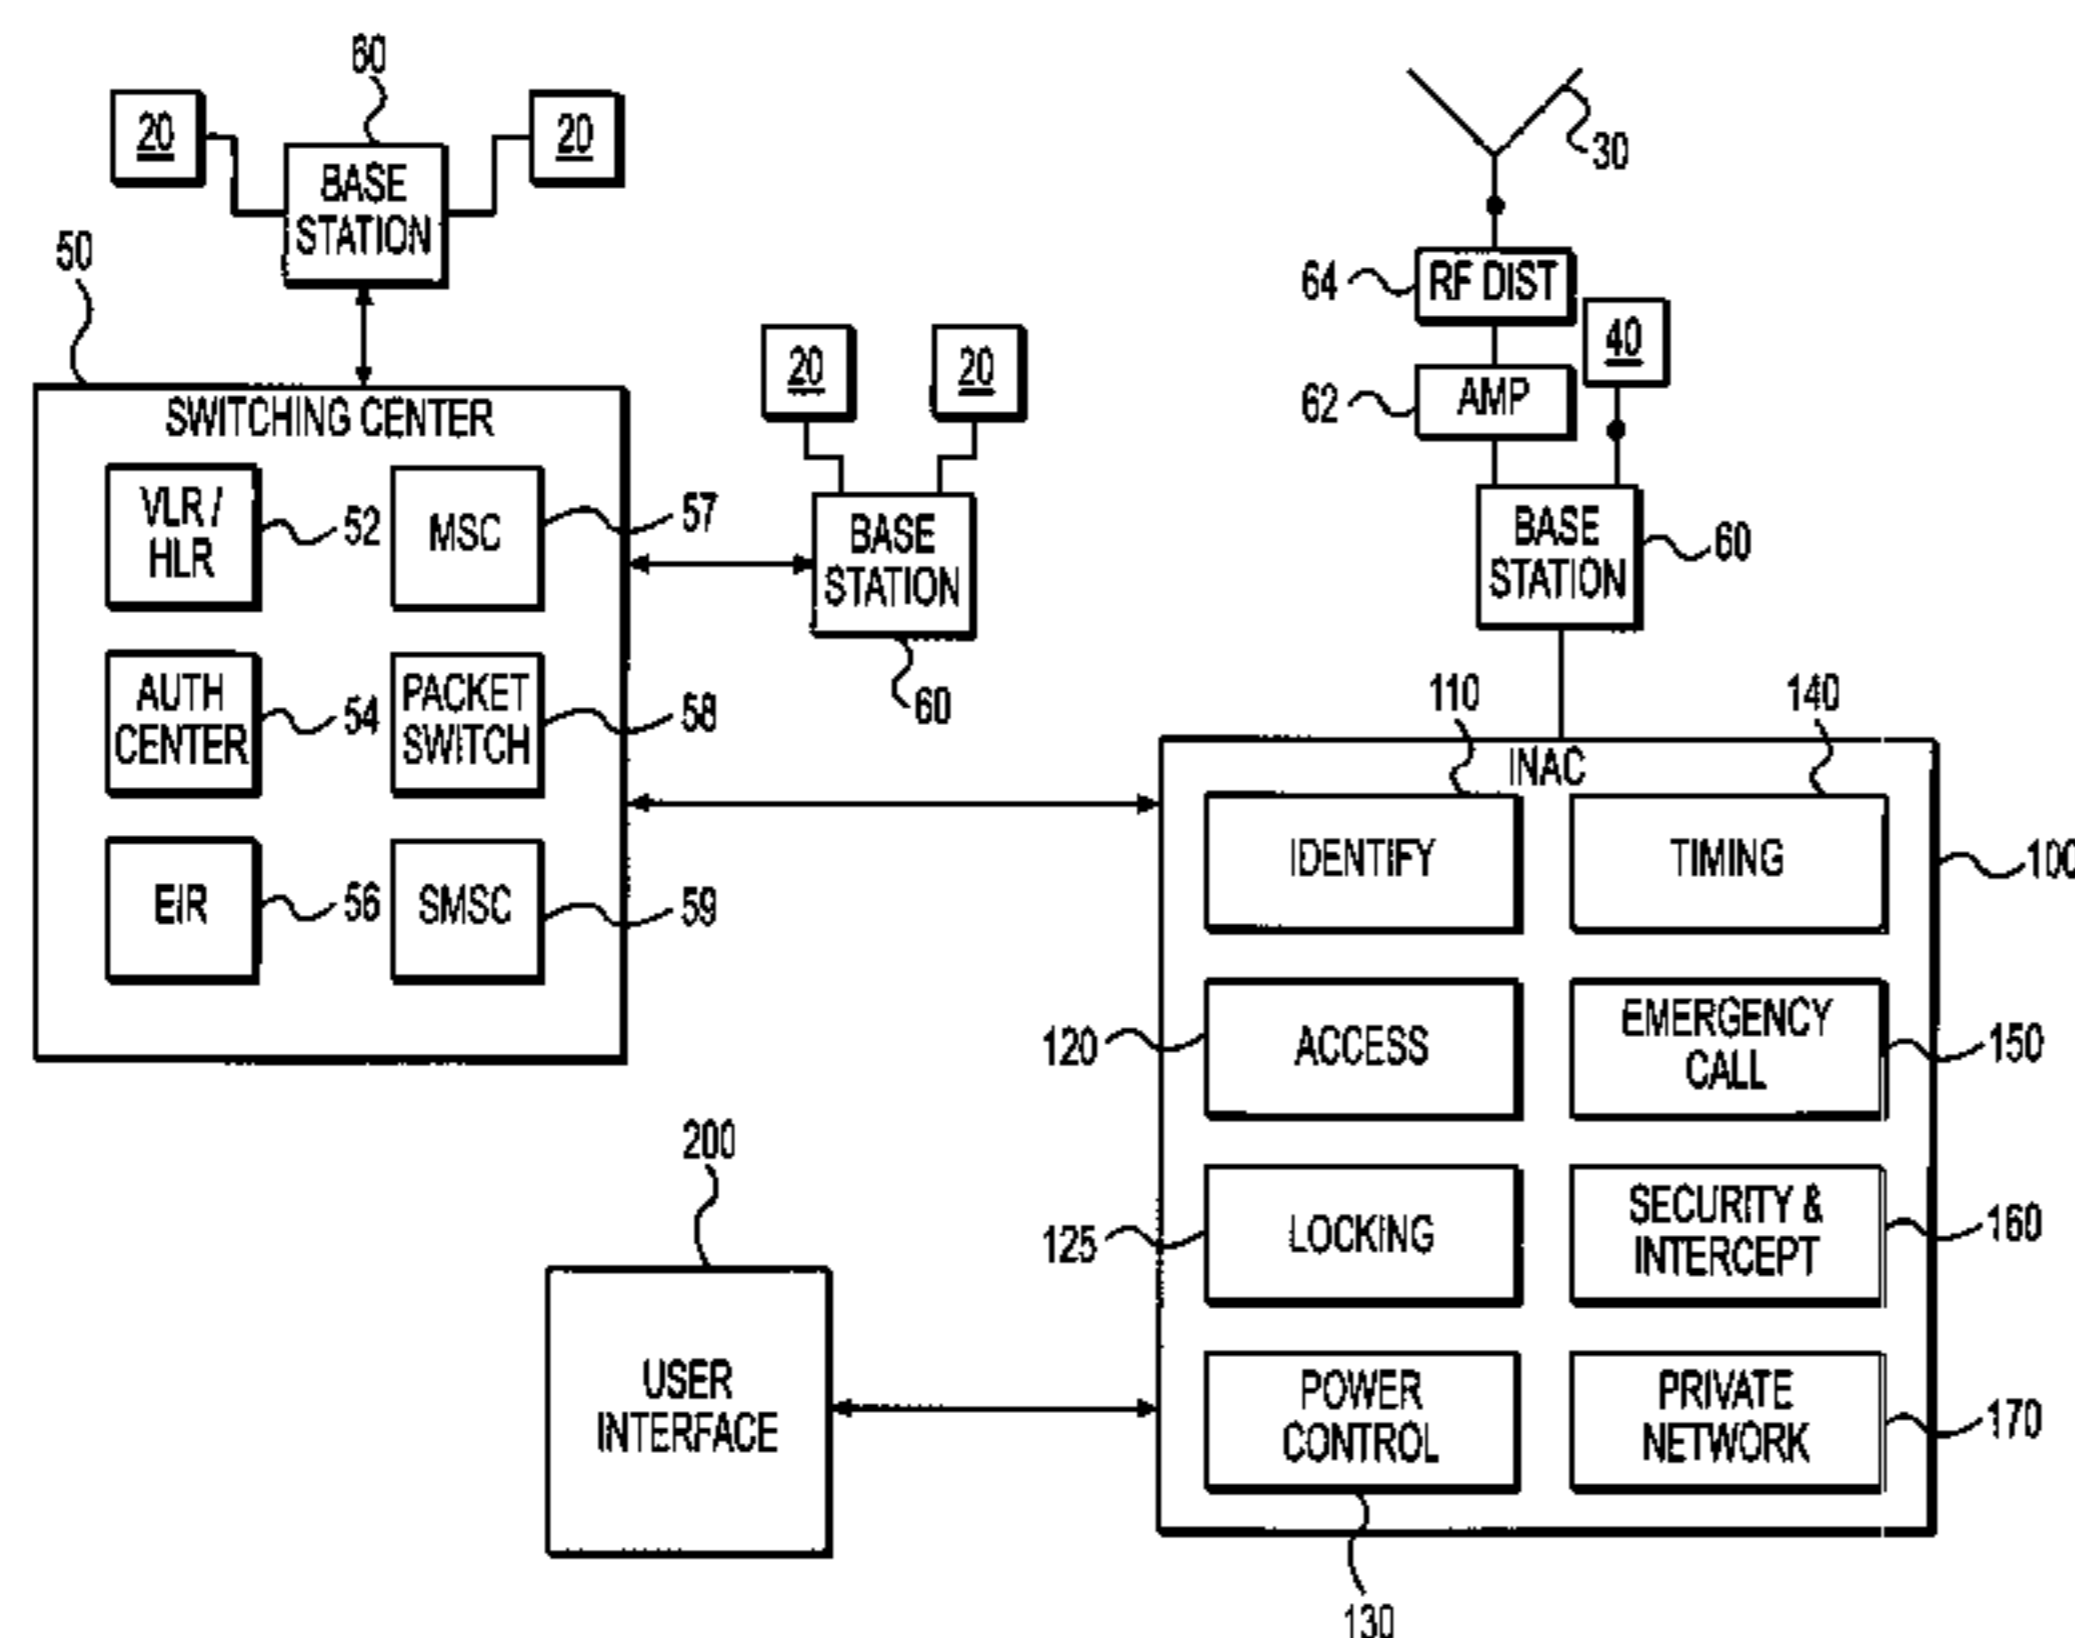 60
20
20
BASE
STATION
30
50
64
RF DIST
40
20
20
62
AMP
SWITCHING CENTER
VLR /
HLR
52
MSC
57
BASE
STATION
60
BASE
STATION
60
AUTH
CENTER
54
PACKET
SWITCH
58
110
140
INAC
IDENTIFY
TIMING
100
EIR
56
SMSC
59
120
ACCESS
EMERGENCY
CALL
150
200
125
LOCKING
SECURITY &
INTERCEPT
160
USER
INTERFACE
POWER
CONTROL
PRIVATE
NETWORK
170
130